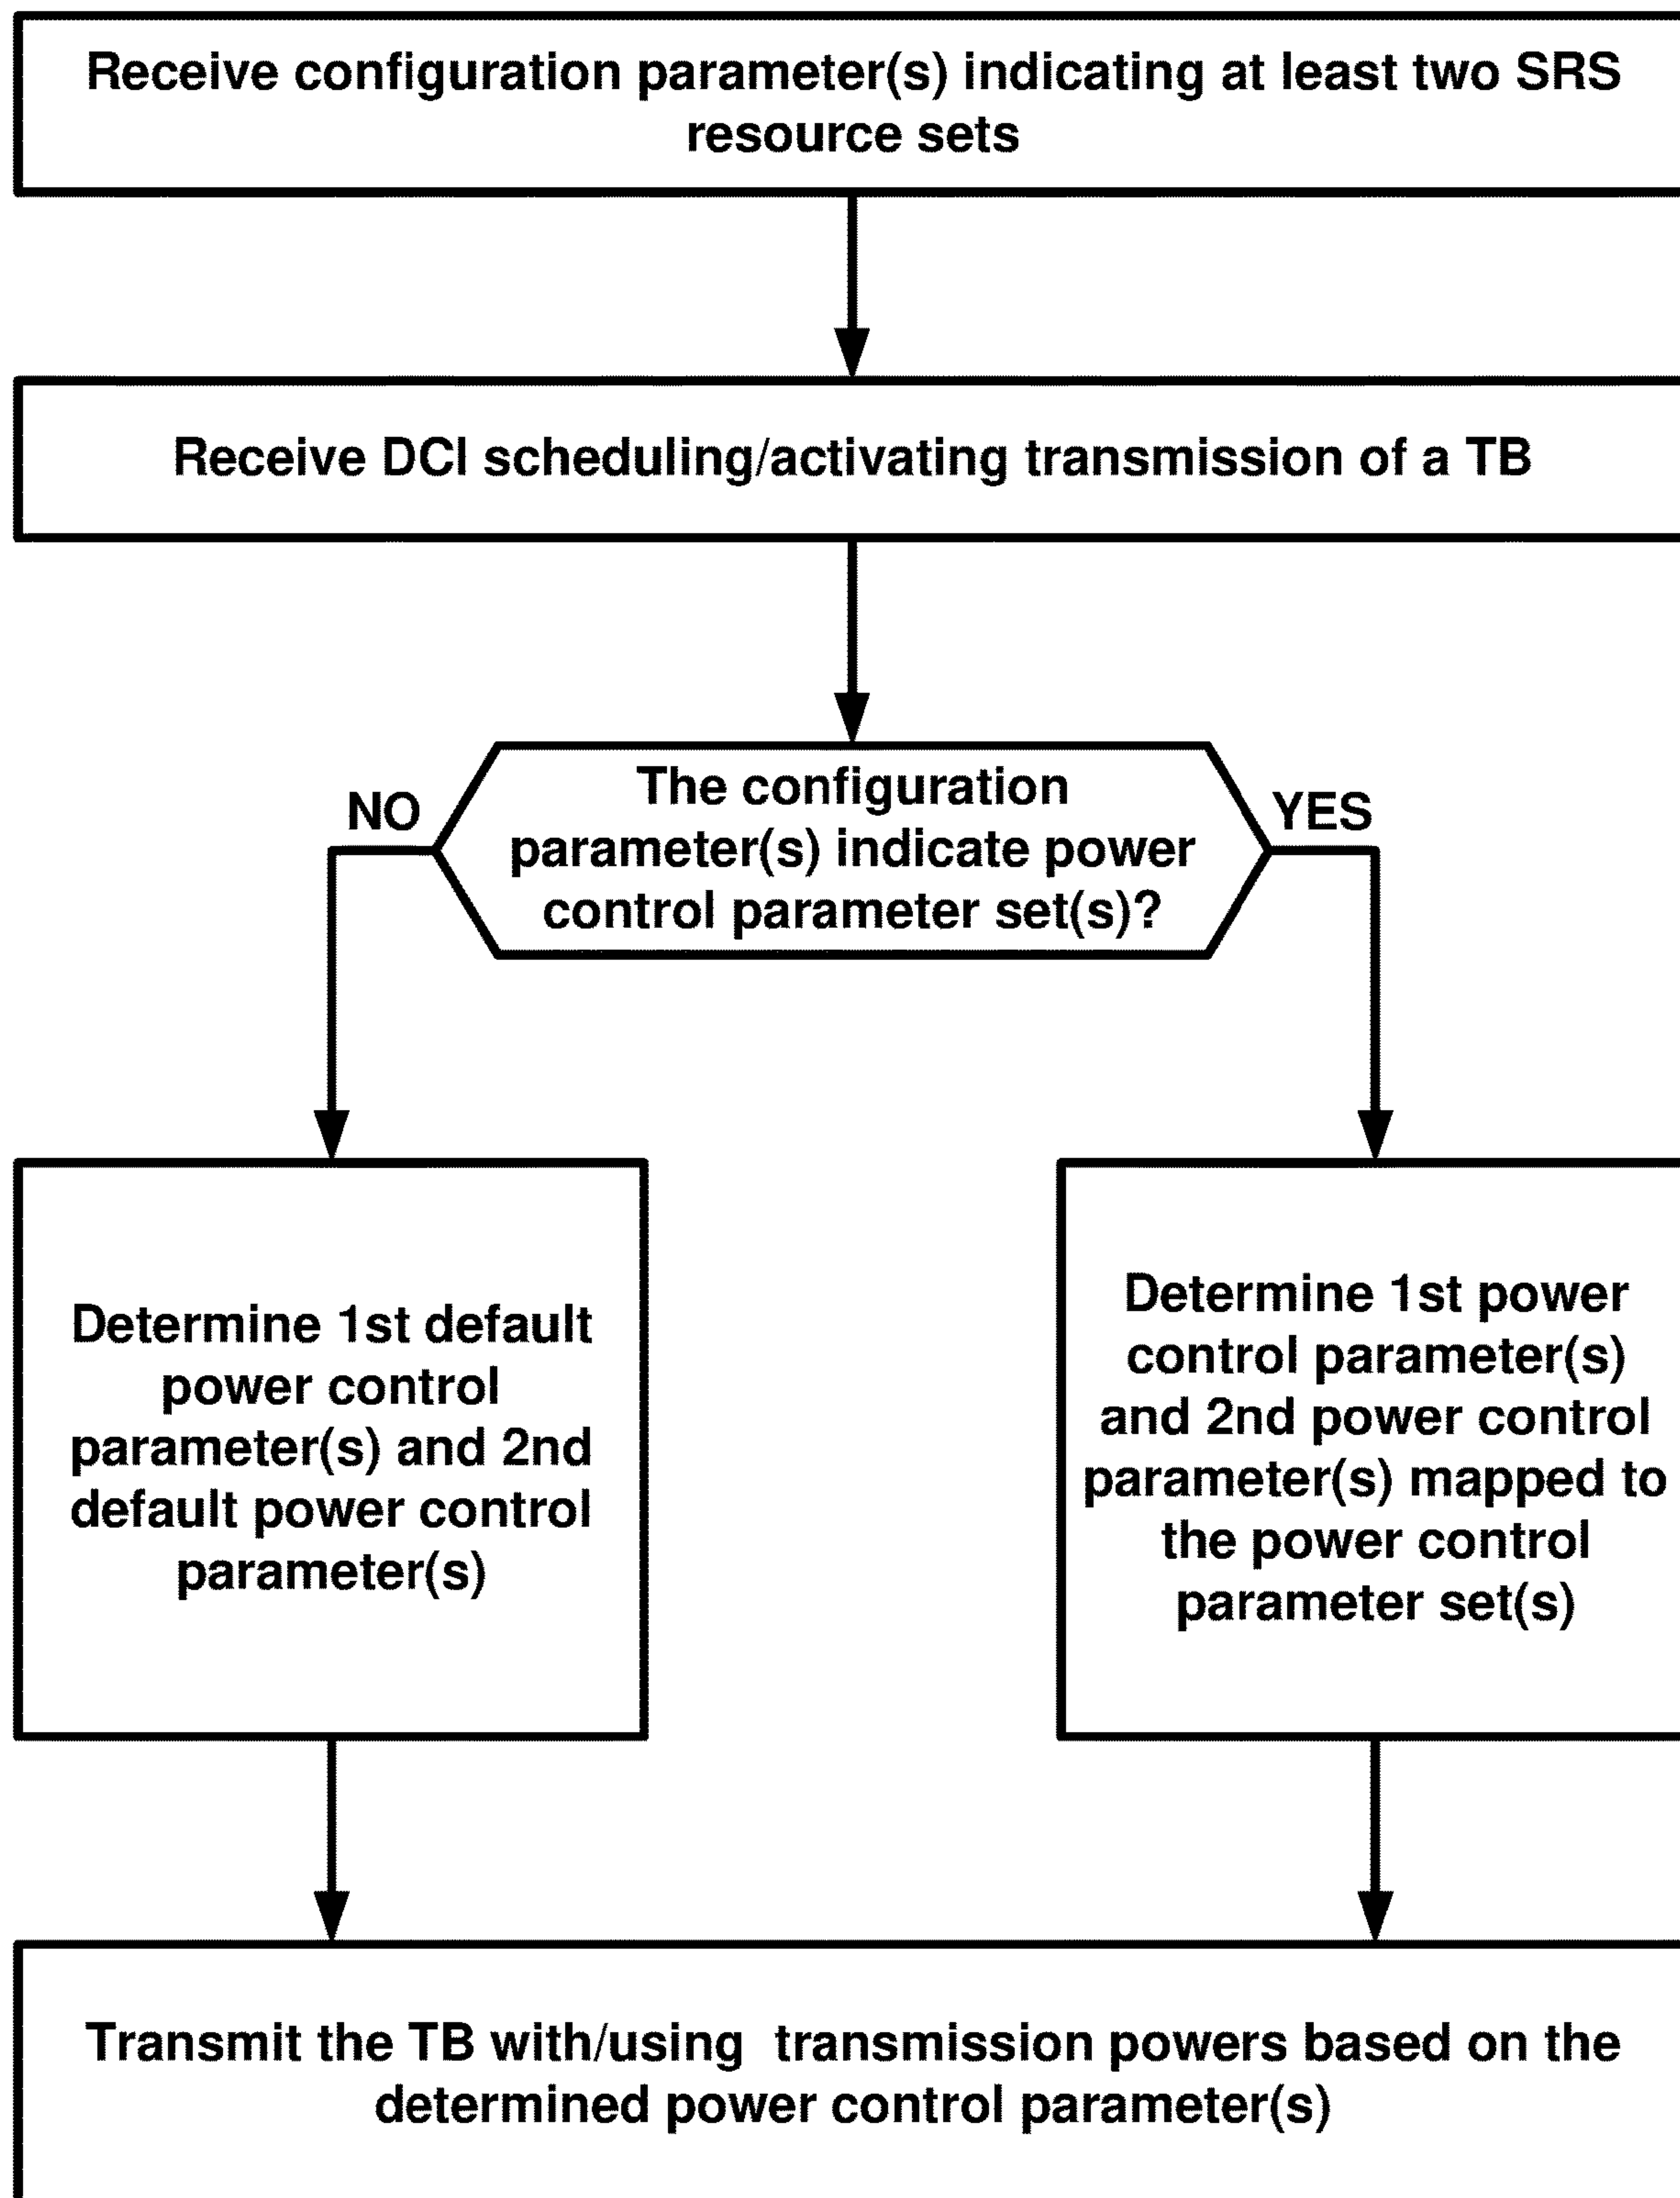 Receive configuration parameter(s) indicating at least two SRS
resource sets
Receive DCI scheduling/activating transmission of a TB
The configuration
parameter(s) indicate power
control parameter set(s)?
NO
YES
Determine 1st default
power control
parameter(s) and 2nd
default power control
parameter(s)
Determine 1st power
control parameter(s)
and 2nd power control
parameter(s) mapped to
the power control
parameter set(s)
Transmit the TB with/using  transmission powers based on the
determined power control parameter(s)